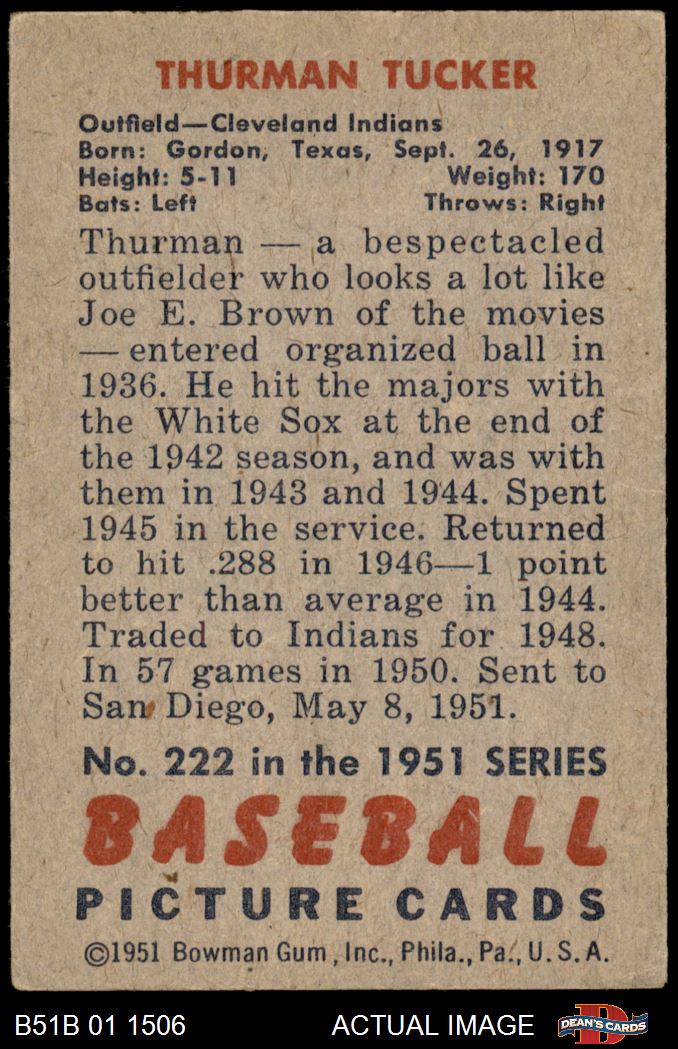 THURMAN TUCKER
Outfield—Cleveland Indians
Born: Gordon, Texas, Sept. 26, 1917
Height: 5-11 Weight: 170
Bats: Left Throws: Right
Thurman — a bespectacled
outfielder who looks a lot like
Joe E. Brown of the movies
— entered organized ball in
1936. He hit the majors with
the White Sox at the end of
the 1942 season, and was with
them in 1943 and 1944. Spent
1945 in the service. Returned
to hit .288 in 1946—1 point
better than average in 1944.
Traded to Indians for 1948.
In 57 games in 1950. Sent to
San Diego, May 8, 1951.
No. 222 in the 1951 SERIES
BASEBALL
PICTURE CARDS
©1951 Bowman Gum, Inc., Phila., Pa., U.S.A.
B51B 01 1506 ACTUAL IMAGE D DEAN'S CARDS